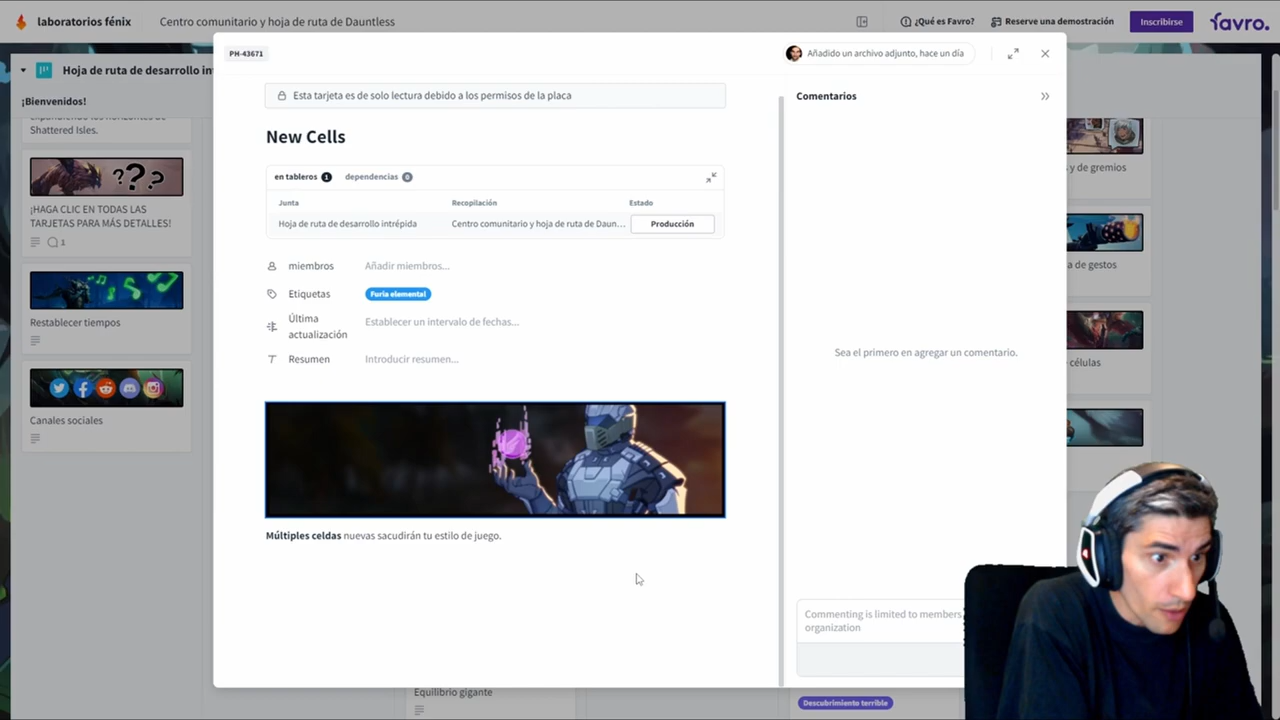 laboratorios fénix
Centro comunitario y hoja de ruta de Dauntless
¿Qué es Favro?
Reserve una demostración
Inscribirse
favro.
Hoja de ruta de desarrollo int
¡Bienvenidos!
Shattered Isles.
???
¡HAGA CLIC EN TODAS LAS
TARJETAS PARA MÁS DETALLES!
1
Restablecer tiempos
Canales sociales
PH-43671
Añadido un archivo adjunto, hace un día
Esta tarjeta es de solo lectura debido a los permisos de la placa
New Cells
en tableros 1
dependencias 0
Junta
Recopilación
Estado
Hoja de ruta de desarrollo intrépida
Centro comunitario y hoja de ruta de Daun...
Producción
miembros
Añadir miembros...
Etiquetas
Furia elemental
Última
actualización
Establecer un intervalo de fechas...
Resumen
Introducir resumen...
Múltiples celdas nuevas sacudirán tu estilo de juego.
Comentarios
Sea el primero en agregar un comentario.
Commenting is limited to members
organization
s y de gremios
a de gestos
células
Equilibrio gigante
Descubrimiento terrible